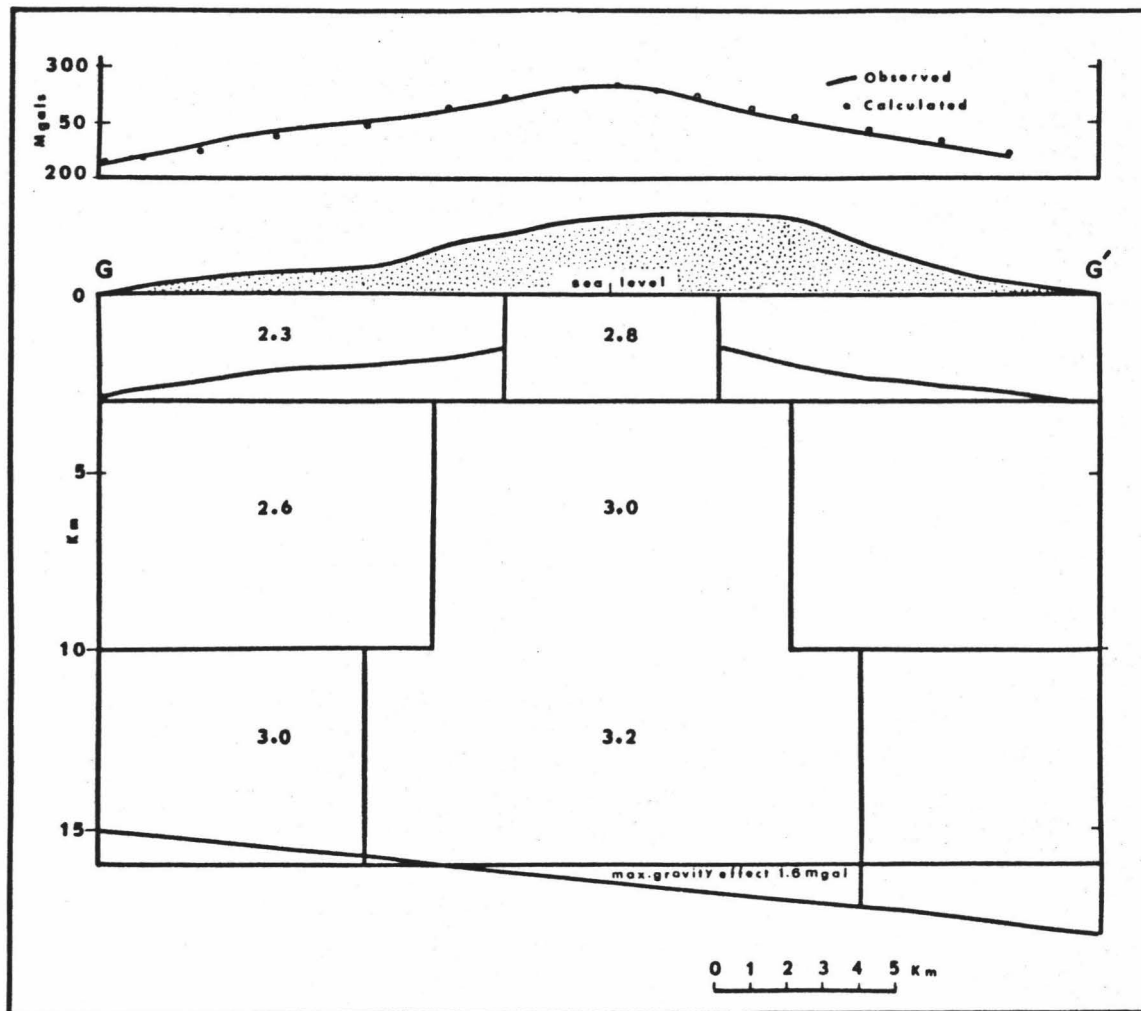 300
Observed
Mgals
50
Calculated
200
G
G′
sea level
0
2.3
2.8
5
2.6
3.0
Km
10
3.0
3.2
15
max.gravity effect 1.6 mgal
0 1 2 3 4 5 Km